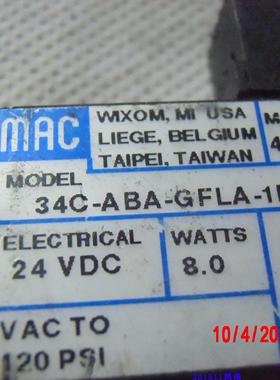 MAC
WIXOM, MI USA
LIEGE, BELGIUM
TAIPEI, TAIWAN
MODEL
34C-ABA-GFLA-1
ELECTRICAL
24 VDC
WATTS
8.0
VAC TO
120 PSI
10/4/20